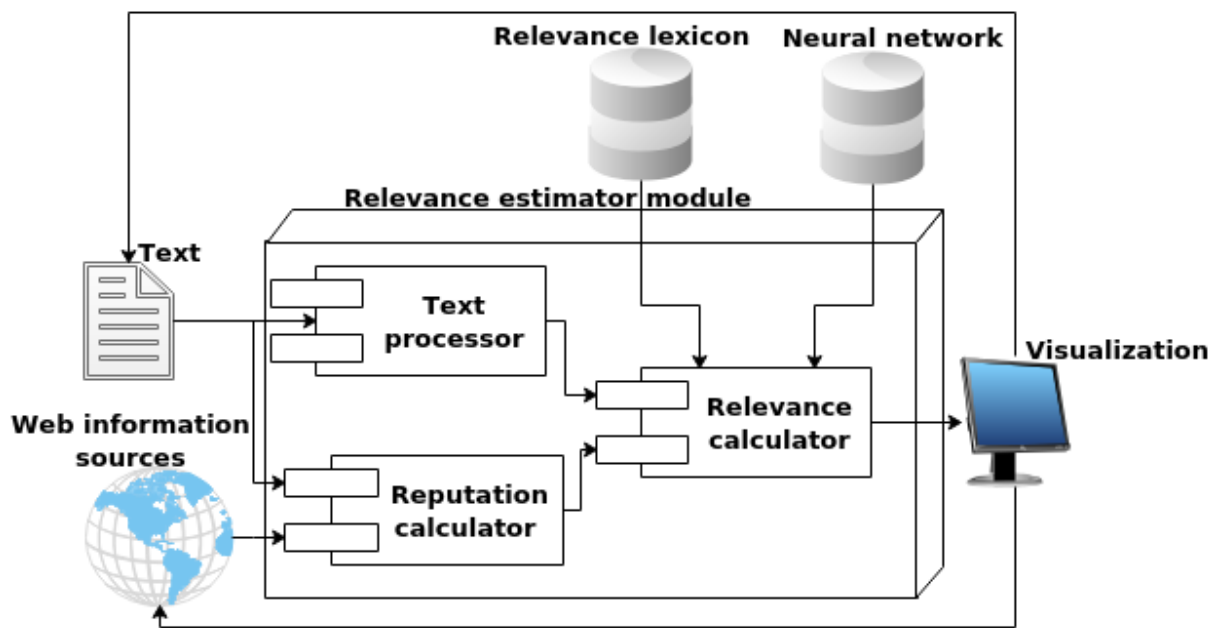 Relevance lexicon
Neural network
Relevance estimator module
Text
Text
processor
Visualization
Relevance
calculator
Web information
sources
Reputation
calculator